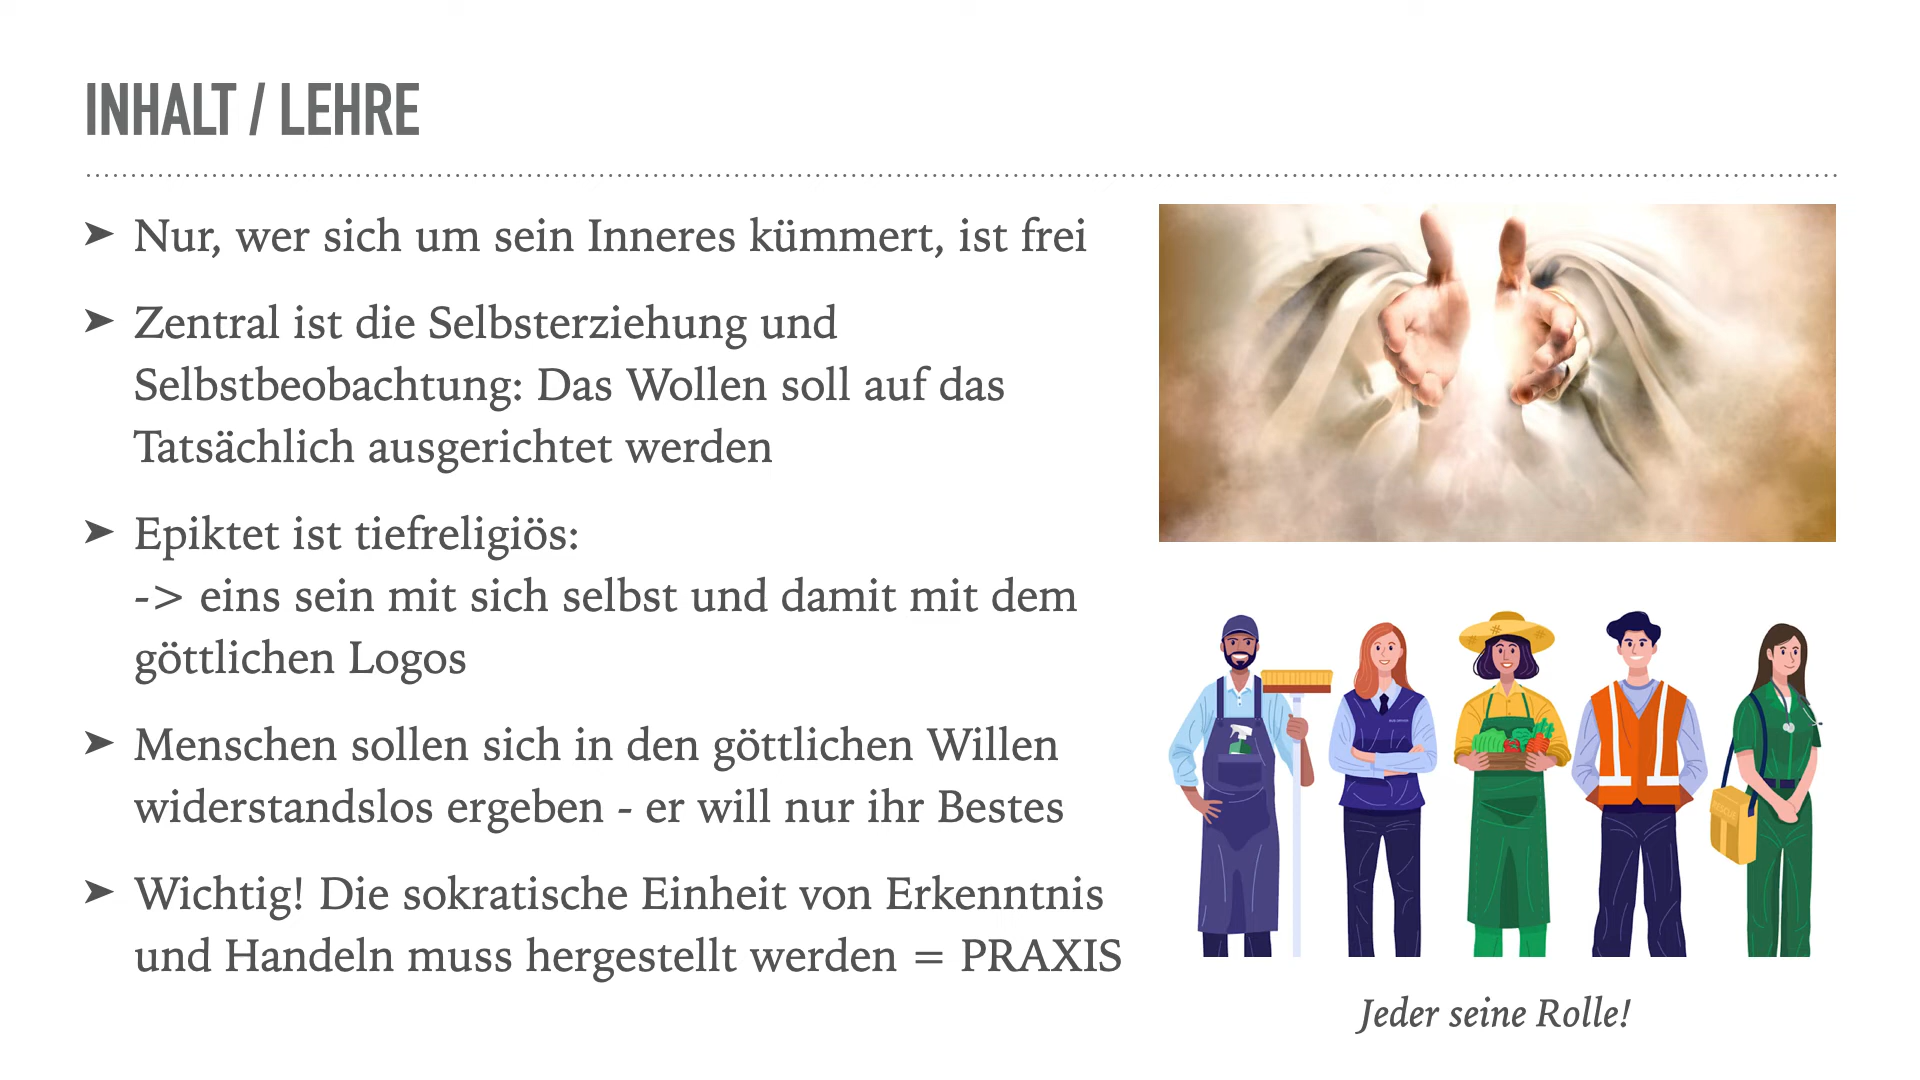 INHALT / LEHRE
➤ Nur, wer sich um sein Inneres kümmert, ist frei
➤ Zentral ist die Selbsterziehung und
Selbstbeobachtung: Das Wollen soll auf das
Tatsächlich ausgerichtet werden
➤ Epiktet ist tiefreligiös:
-> eins sein mit sich selbst und damit mit dem
göttlichen Logos
➤ Menschen sollen sich in den göttlichen Willen
widerstandslos ergeben - er will nur ihr Bestes
➤ Wichtig! Die sokratische Einheit von Erkenntnis
und Handeln muss hergestellt werden = PRAXIS
Jeder seine Rolle!